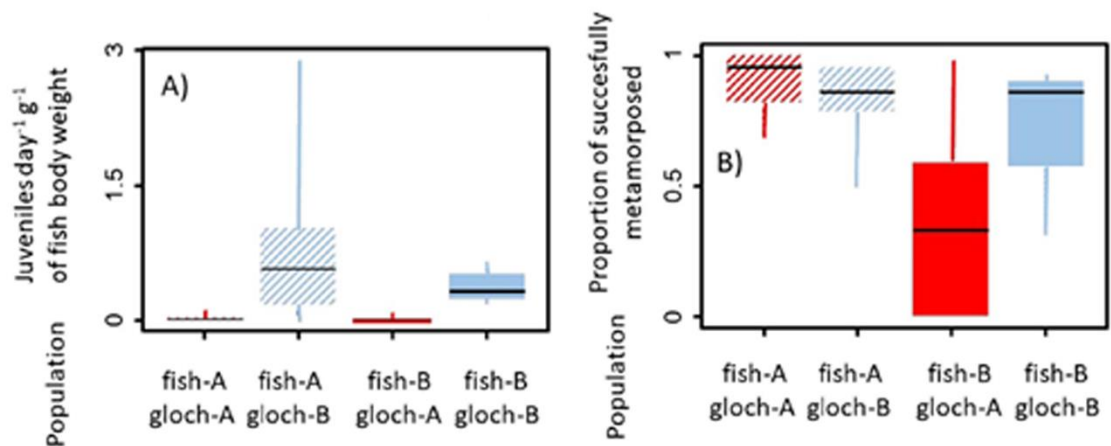 Juveniles day-1 g-1
of fish body weight
3
1.5
0
A)
Population
fish-A
gloch-A
fish-A
gloch-B
fish-B
gloch-A
fish-B
gloch-B
Proportion of succesfully
metamorposed
1
0.5
0
B)
Population
fish-A
gloch-A
fish-A
gloch-B
fish-B
gloch-A
fish-B
gloch-B